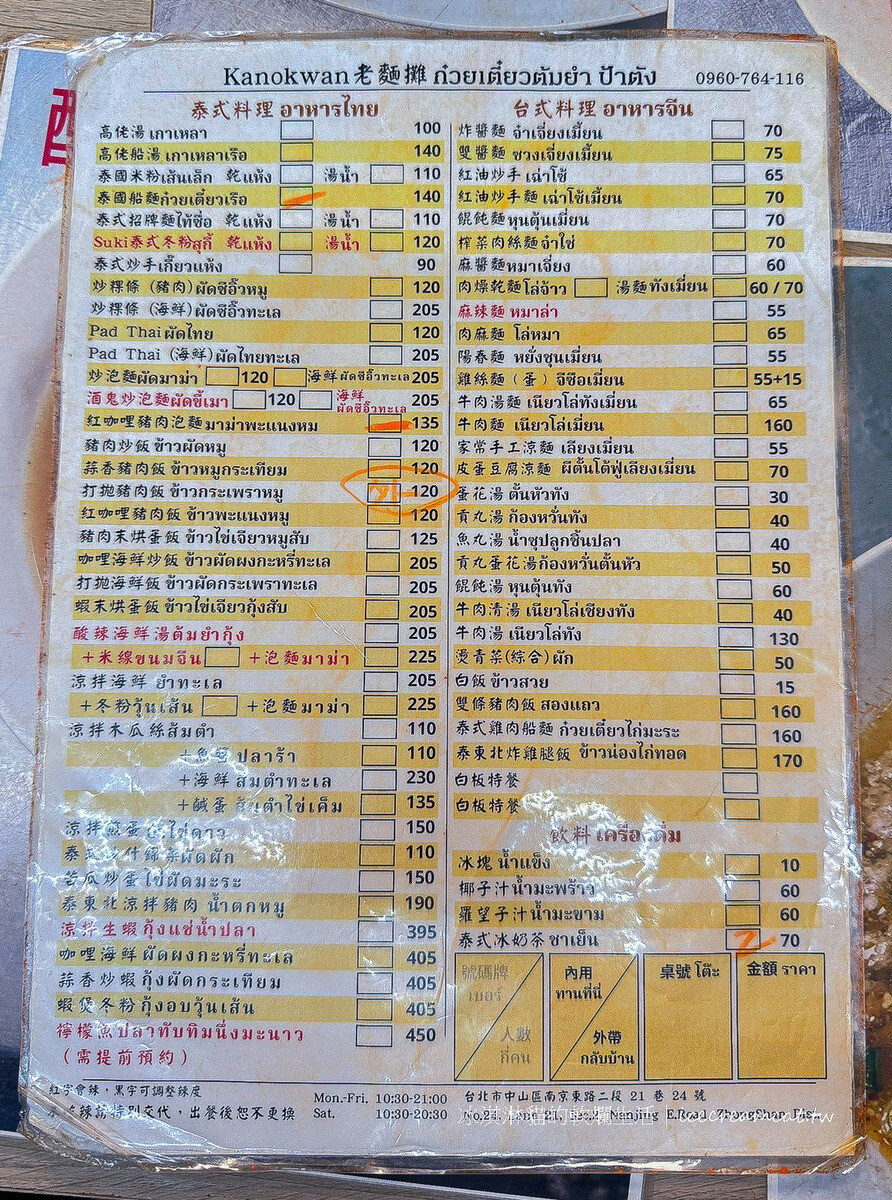 Kanokwan老麵攤 ก๋วยเตี๋ยวต้มยำ ป้าตัง 0960-764-116
泰式料理 อาหารไทย
高佬湯 เกาเหลา 100
高佬船湯 เกาเหลาเรือ 140
泰國米粉เส้นเล็ก 乾แห้ง 湯น้ำ 110
泰國船麵ก๋วยเตี๋ยวเรือ 140
泰式招牌麵ไท้ซื่อ 乾แห้ง 湯น้ำ 110
Suki泰式冬粉สุกี้ 乾แห้ง 湯น้ำ 120
泰式炒手เกี๊ยวแห้ง 90
炒粿條 (豬肉) ผัดซีอิ๊วหมู 120
炒粿條 (海鮮) ผัดซีอิ๊วทะเล 205
Pad Thai ผัดไทย 120
Pad Thai (海鮮) ผัดไทยทะเล 205
炒泡麵ผัดมาม่า 120 海鮮 ผัดซีอิ๊วทะเล 205
酒鬼炒泡麵ผัดขี้เมา 120 海鮮 ผัดซีอิ๊วทะเล 205
紅咖哩豬肉泡麵 มาม่าพะแนงหม 135
豬肉炒飯 ข้าวผัดหมู 120
蒜香豬肉飯 ข้าวหมูกระเทียม 120
打拋豬肉飯 ข้าวกระเพราหมู 外 120
紅咖哩豬肉飯 ข้าวพะแนงหมู 120
豬肉末烘蛋飯 ข้าวไข่เจียวหมูสับ 125
咖哩海鮮炒飯 ข้าวผัดผงกะหรี่ทะเล 205
打拋海鮮飯 ข้าวผัดกระเพราทะเล 205
蝦末烘蛋飯 ข้าวไข่เจียวกุ้งสับ 205
酸辣海鮮湯ต้มยำกุ้ง 205
+米線ขนมจีน +泡麵มาม่า 225
涼拌海鮮 ยำทะเล 205
+冬粉วุ้นเส้น +泡麵มาม่า 225
涼拌木瓜絲ส้มตำ 110
+魚醬 ปลาร้า 110
+海鮮 ส้มตำทะเล 230
+鹹蛋 ส้มตำไข่เค็ม 135
涼拌煎蛋 ไข่ดาว 150
泰式炒什錦菜ผัดผัก 110
苦瓜炒蛋 ไข่ผัดมะระ 150
泰東北涼拌豬肉 น้ำตกหมู 190
涼拌生蝦 กุ้งแช่น้ำปลา 395
咖哩海鮮 ผัดผงกะหรี่ทะเล 405
蒜香炒蝦 กุ้งผัดกระเทียม 405
蝦煲冬粉 กุ้งอบวุ้นเส้น 405
檸檬魚ปลาทับทิมนึ่งมะนาว 450
(需提前預約)
台式料理 อาหารจีน
炸醬麵 จำเจี่ยงเมี้ยน 70
雙醬麵 ซวงเจี่ยงเมี้ยน 75
紅油炒手 เฉาโซ้ 65
紅油炒手麵 เฉ่าโซ้เมี้ยน 70
餛飩麵 หุนตุ้นเมี้ยน 70
榨菜肉絲麵 จำใช่ 70
麻醬麵 หมาเจี่ยง 60
肉燥乾麵 โล่จ้าว 湯麵 ทังเมี่ยน 60 / 70
麻辣麵 หมาล่า 55
肉麻麵 โล่หมา 65
陽春麵 หยั่งชุนเมี่ยน 55
雞絲麵 (蛋) จีซือเมี่ยน 55+15
牛肉湯麵 เนียวโล่ทังเมี่ยน 65
牛肉麵 เนียวโล่เมี่ยน 160
家常手工涼麵 เลียงเมี่ยน 55
皮蛋豆腐涼麵 ผีตั้นโต้ฟู่เลียงเมี่ยน 70
蛋花湯 ตั้นหัวทัง 30
貢丸湯 ก้องหวั่นทัง 40
魚丸湯 น้ำซุปลูกชิ้นปลา 40
貢丸蛋花湯 ก้องหวั่นตั้นหัว 50
餛飩湯 หุนตุ้นทัง 60
牛肉清湯 เนียวโล่เชียงทัง 40
牛肉湯 เนียวโล่ทัง 130
燙青菜(綜合) ผัก 50
白飯 ข้าวสวย 15
雙條豬肉飯 สองแถว 160
泰式雞肉船麵 ก๋วยเตี๋ยวไก่มะระ 160
泰東北炸雞腿飯 ข้าวน่องไก่ทอด 170
白板特餐
白板特餐
飲料 เครื่องดื่ม
冰塊 น้ำแข็ง 10
椰子汁น้ำมะพร้าว 60
羅望子汁น้ำมะขาม 60
泰式冰奶茶 ชาเย็น 2 70
號碼牌 เบอร์ 人數 กี่คน
內用 ทานที่นี่ 外帶 กลับบ้าน
桌號 โต๊ะ
金額 ราคา
紅字會辣，黑字可調整辣度
辣請特別交代，出餐後恕不更換
Mon.-Fri. 10:30-21:00
Sat. 10:30-20:30
台北市中山區南京東路二段 21 巷 24 號
No.24, Lane 21, Sec.2, Nanjing E.Road ZhongShan Dist